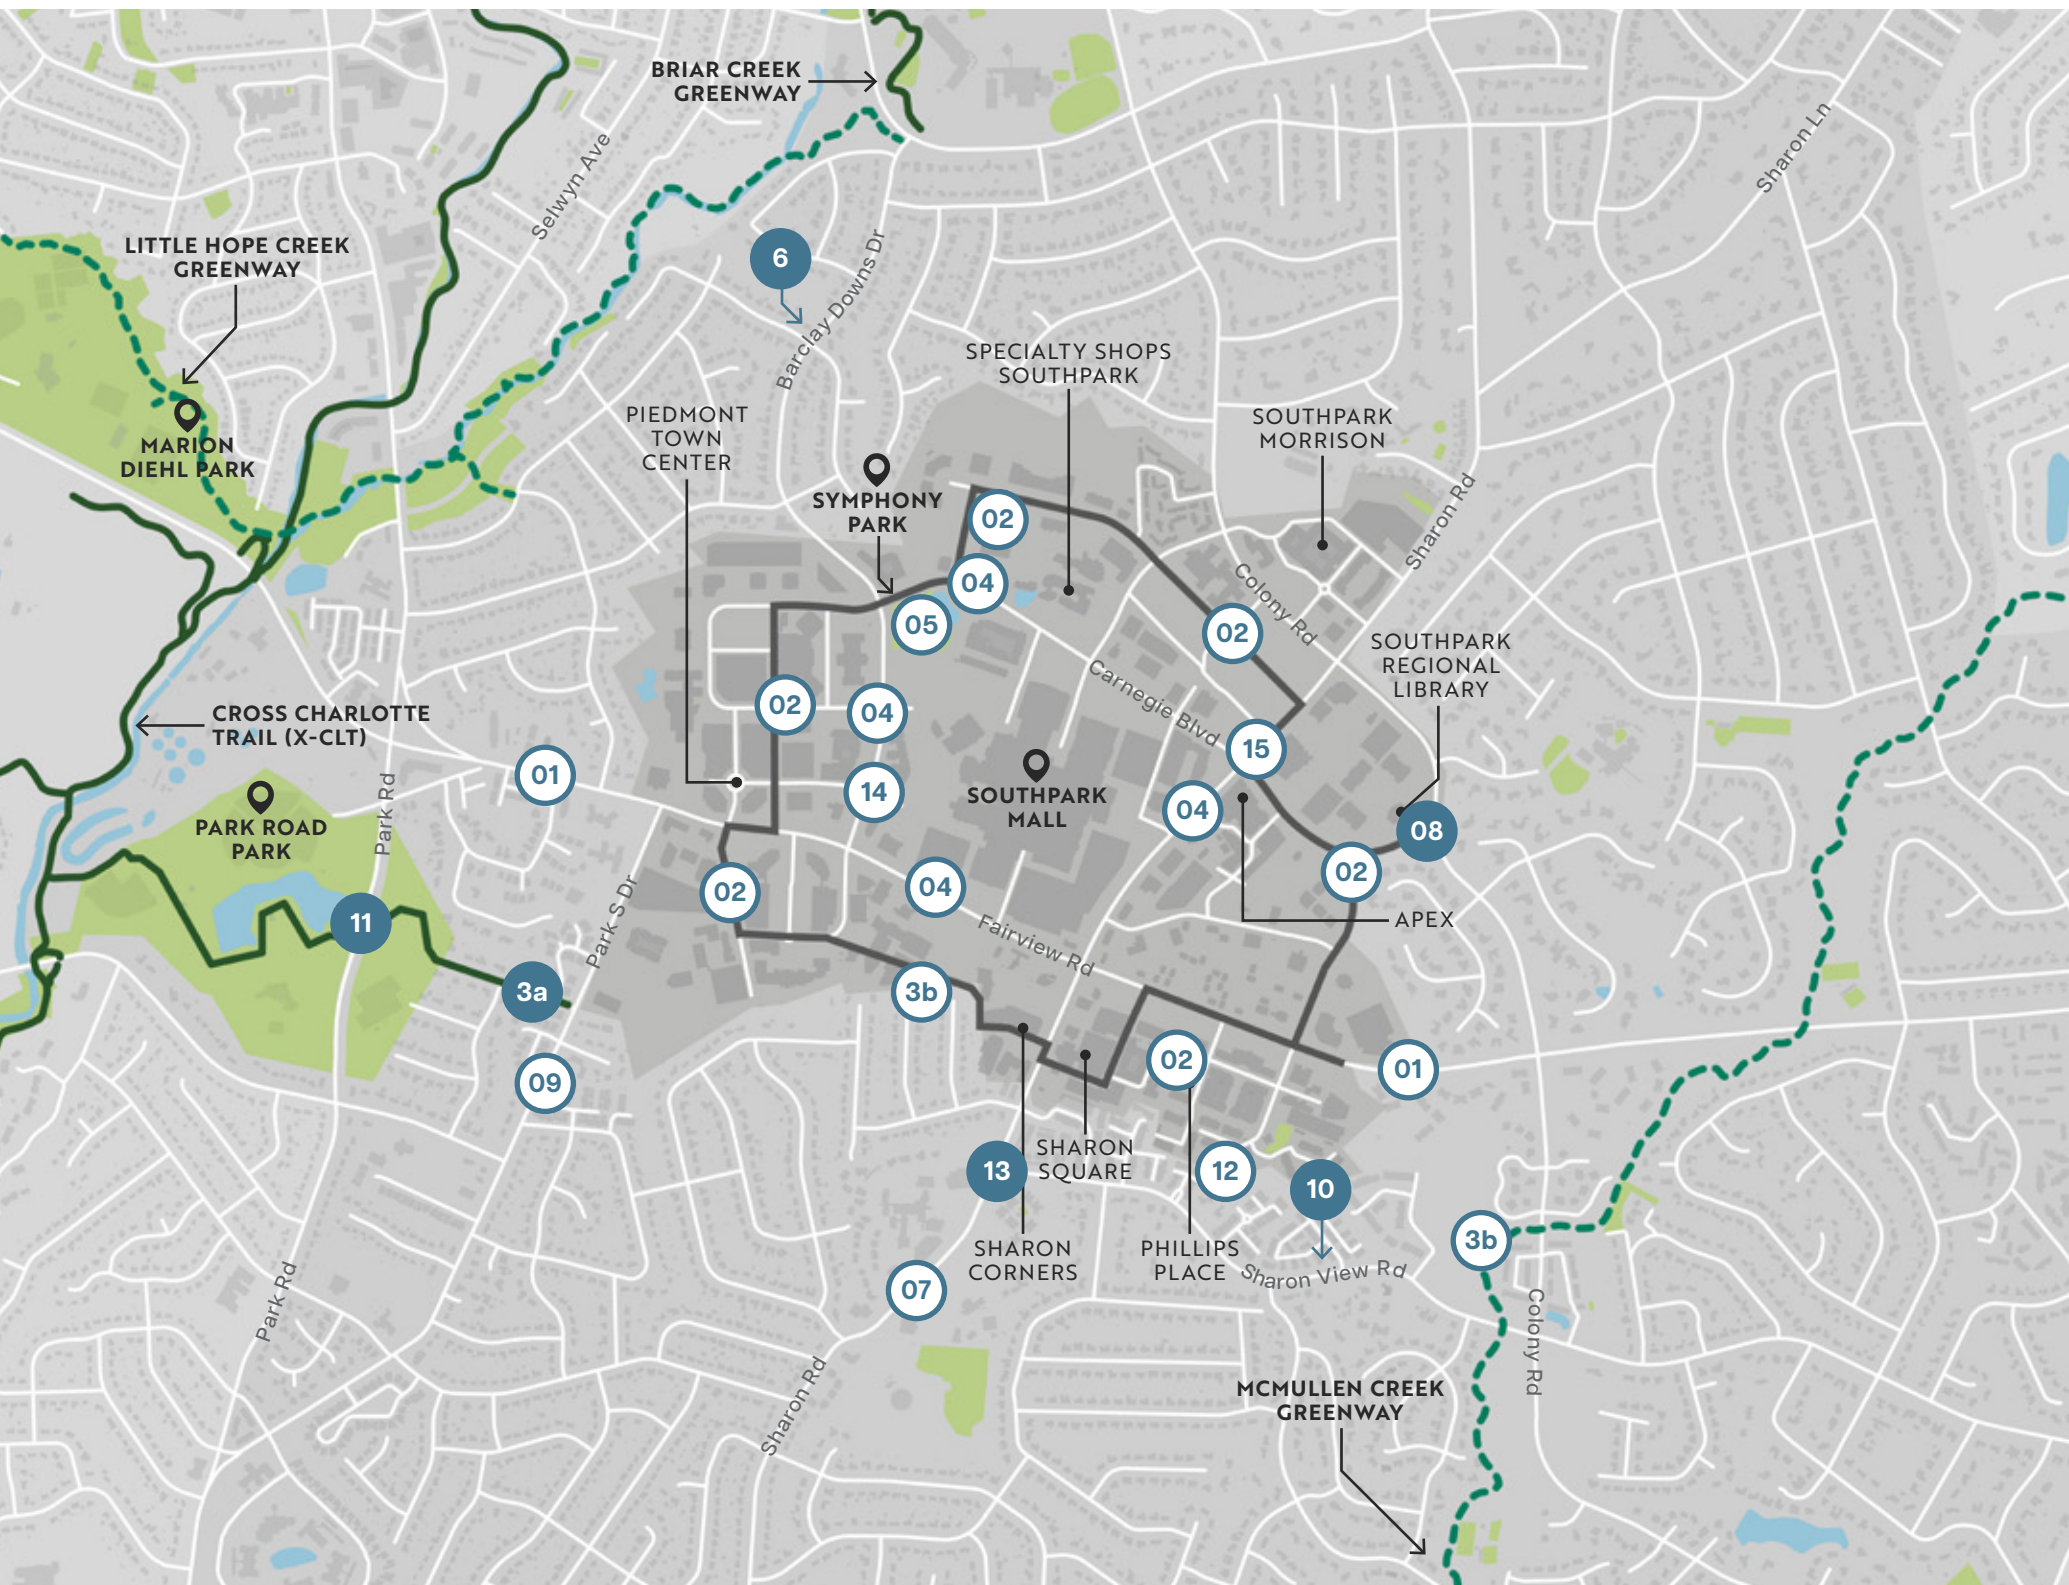 BRIAR CREEK
GREENWAY
Sharon Ln
Selwyn Ave
LITTLE HOPE CREEK
GREENWAY
6
Barclay Downs Dr
SPECIALTY SHOPS
SOUTHPARK
PIEDMONT
TOWN
CENTER
SOUTHPARK
MORRISON
MARION
DIEHL PARK
SYMPHONY
PARK
02
Sharon Rd
04
Colony Rd
05
02
SOUTHPARK
REGIONAL
LIBRARY
Carnegie Blvd
02
04
CROSS CHARLOTTE
TRAIL (X-CLT)
15
01
14
SOUTHPARK
MALL
04
Park Rd
PARK ROAD
PARK
08
02
02
04
11
Park S Dr
APEX
Fairview Rd
3a
3b
02
01
09
SHARON
SQUARE
13
12
10
3b
SHARON
CORNERS
PHILLIPS
PLACE
Sharon View Rd
07
Park Rd
Colony Rd
Sharon Rd
MCMULLEN CREEK
GREENWAY